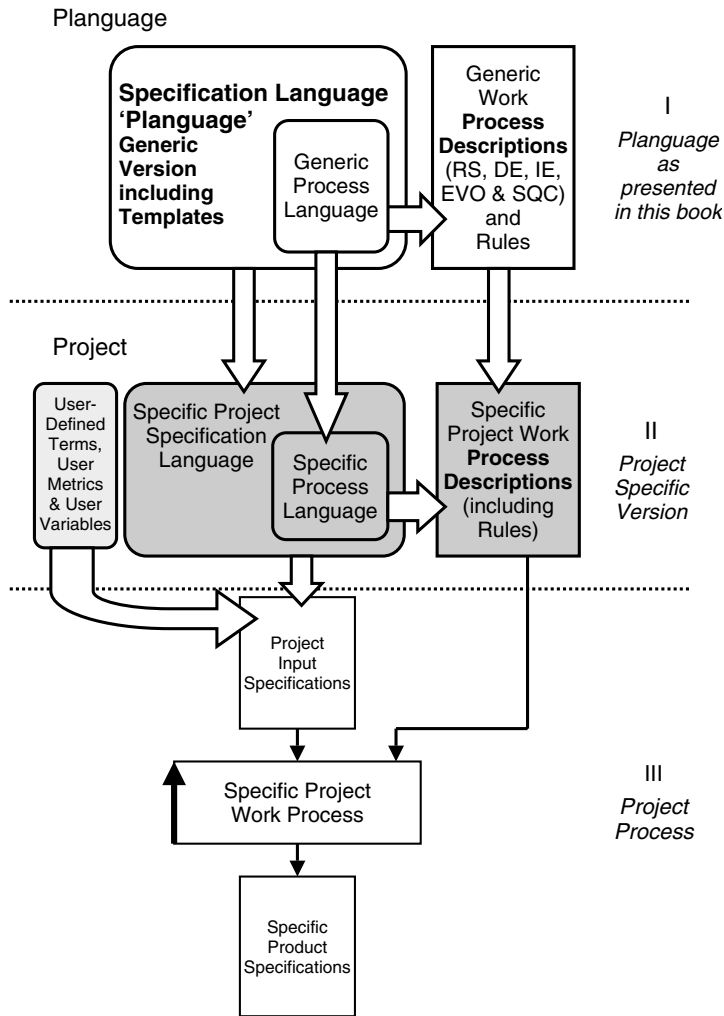 Planguage
Specification Language
'Planguage'
Generic
Version
including
Templates
Generic
Process
Language
Generic
Work
Process
Descriptions
(RS, DE, IE,
EVO & SQC)
and
Rules
I
Planguage
as
presented
in this book
Project
User-
Defined
Terms,
User
Metrics
& User
Variables
Specific Project
Specification
Language
Specific
Process
Language
Specific
Project Work
Process
Descriptions
(including
Rules)
II
Project
Specific
Version
Project
Input
Specifications
Specific Project
Work Process
III
Project
Process
Specific
Product
Specifications